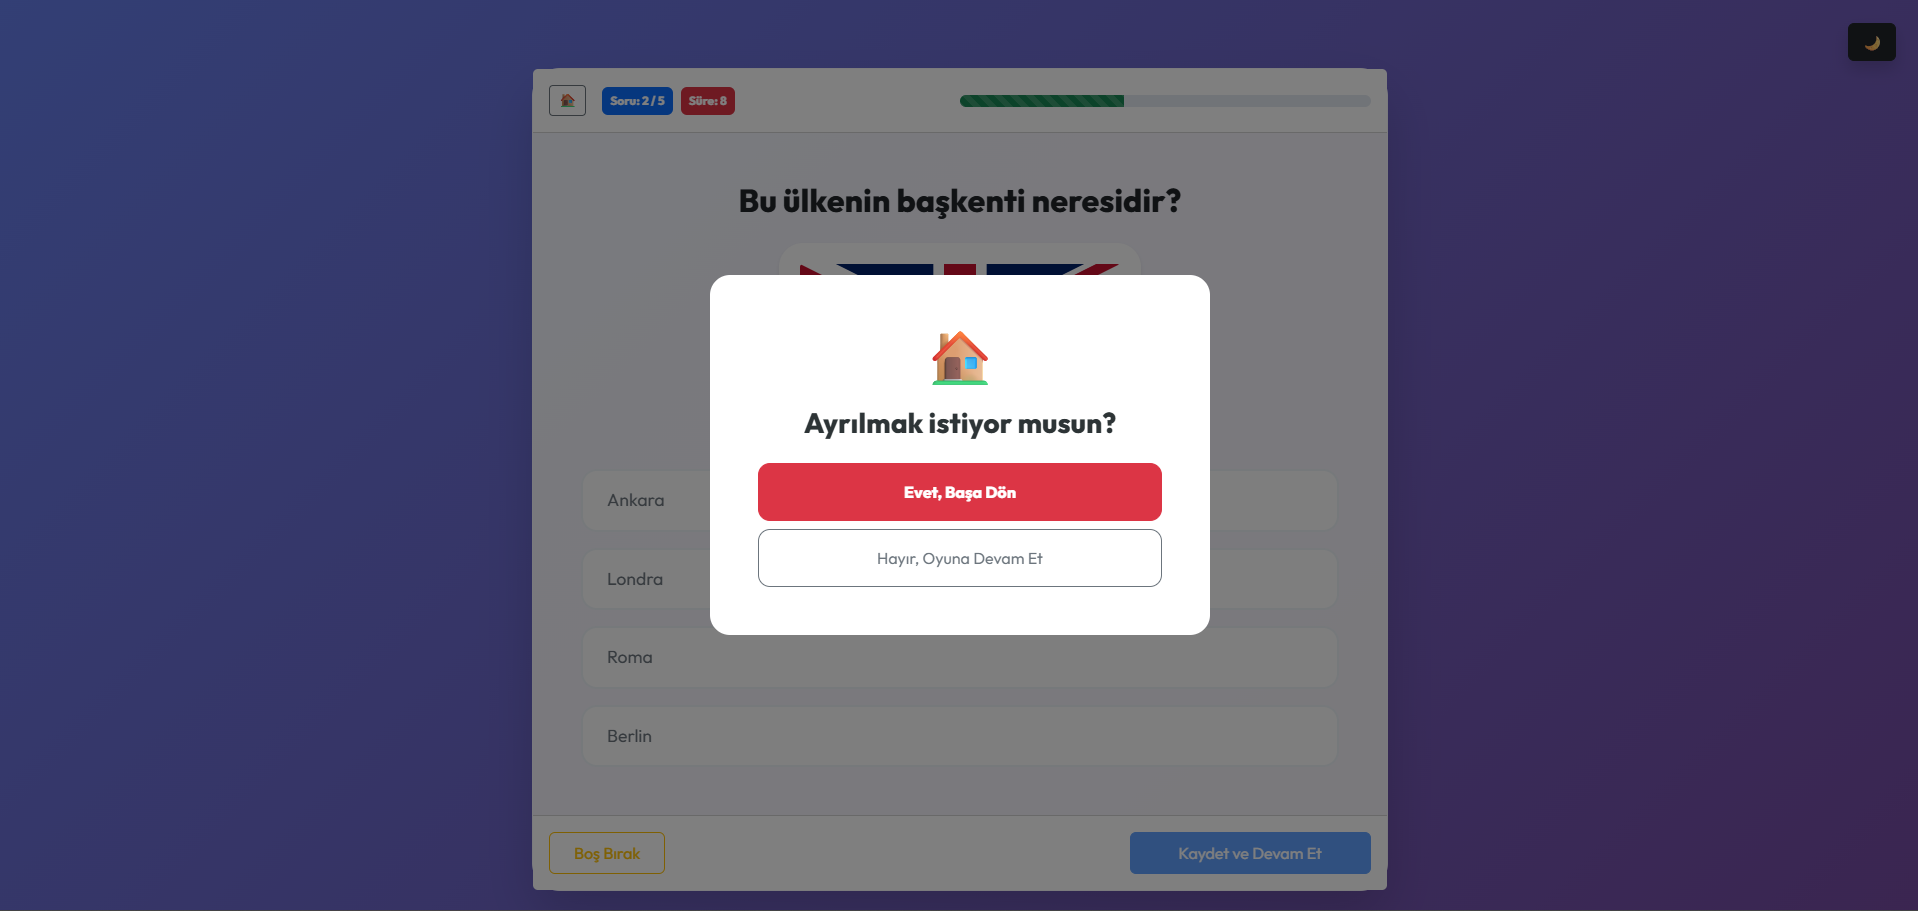 Soru: 2 / 5
Süre: 8
Bu ülkenin başkenti neresidir?
Ayrılmak istiyor musun?
Evet, Başa Dön
Hayır, Oyuna Devam Et
Ankara
Londra
Roma
Berlin
Boş Bırak
Kaydet ve Devam Et